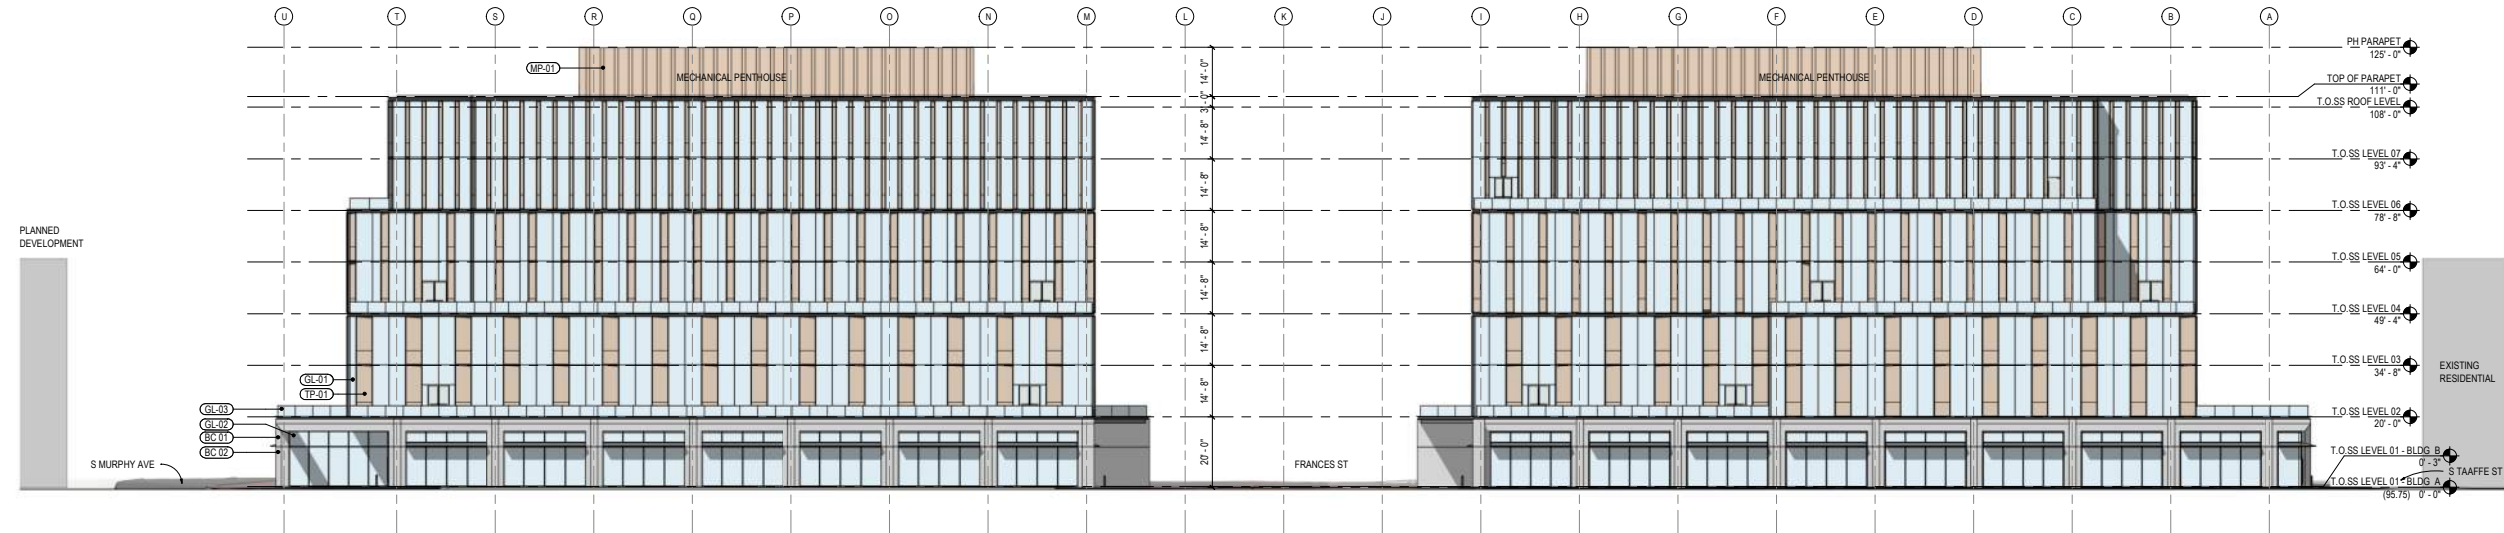 U T S R Q P O N M L K J I H G F E D C B A
PH PARAPET
125' - 0"
MP-01
MECHANICAL PENTHOUSE
MECHANICAL PENTHOUSE
14' - 0"
TOP OF PARAPET
111' - 0"
3' - 0"
T.O.SS ROOF LEVEL
108' - 0"
14' - 8"
T.O.SS LEVEL 07
93' - 4"
14' - 8"
T.O.SS LEVEL 06
78' - 8"
PLANNED
DEVELOPMENT
14' - 8"
T.O.SS LEVEL 05
64' - 0"
14' - 8"
T.O.SS LEVEL 04
49' - 4"
14' - 8"
T.O.SS LEVEL 03
34' - 8"
EXISTING
RESIDENTIAL
GL-01
TP-01
14' - 8"
GL-03
T.O.SS LEVEL 02
20' - 0"
GL-02
BC 01
BC 02
20' - 0"
S MURPHY AVE
FRANCES ST
T.O.SS LEVEL 01 - BLDG B
0' - 3"
S TAAFFE ST
T.O.SS LEVEL 01 - BLDG A
(95.75) 0' - 0"